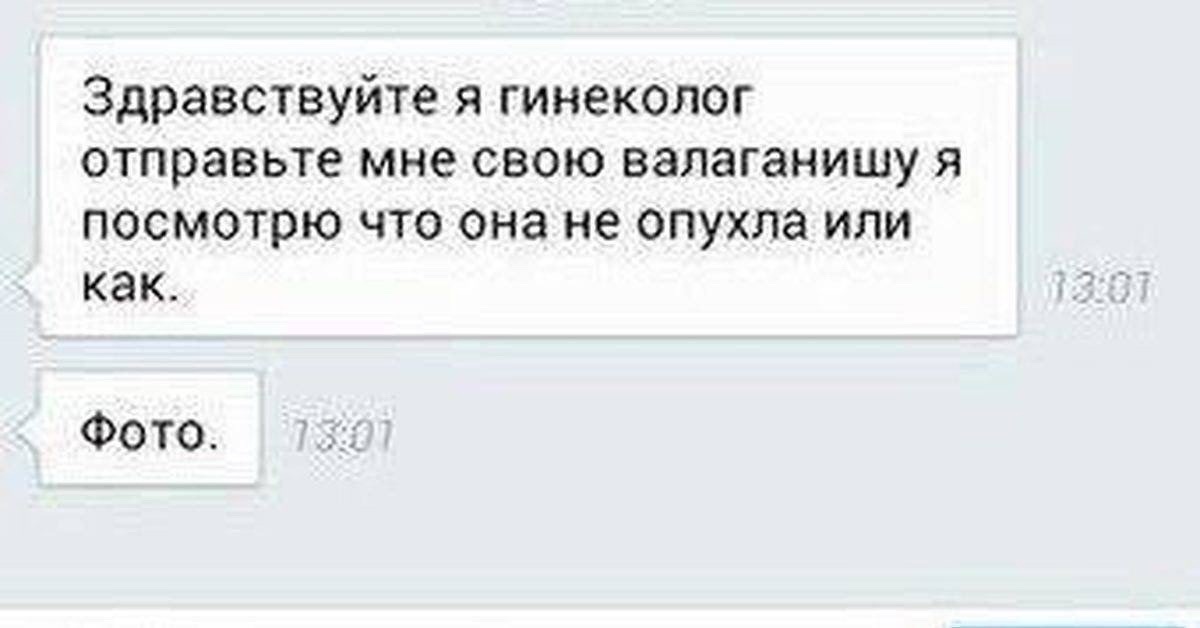 Здравствуйте я гинеколог
отправьте мне свою валаганишу я
посмотрю что она не опухла или
как.
13:01
Фото.
13:01